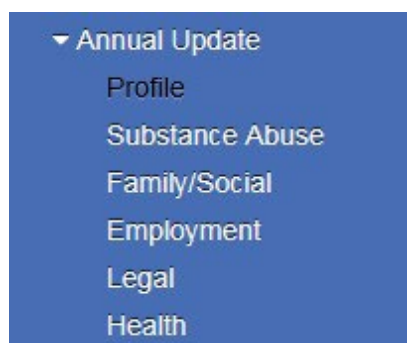 Annual Update
Profile
Substance Abuse
Family/Social
Employment
Legal
Health